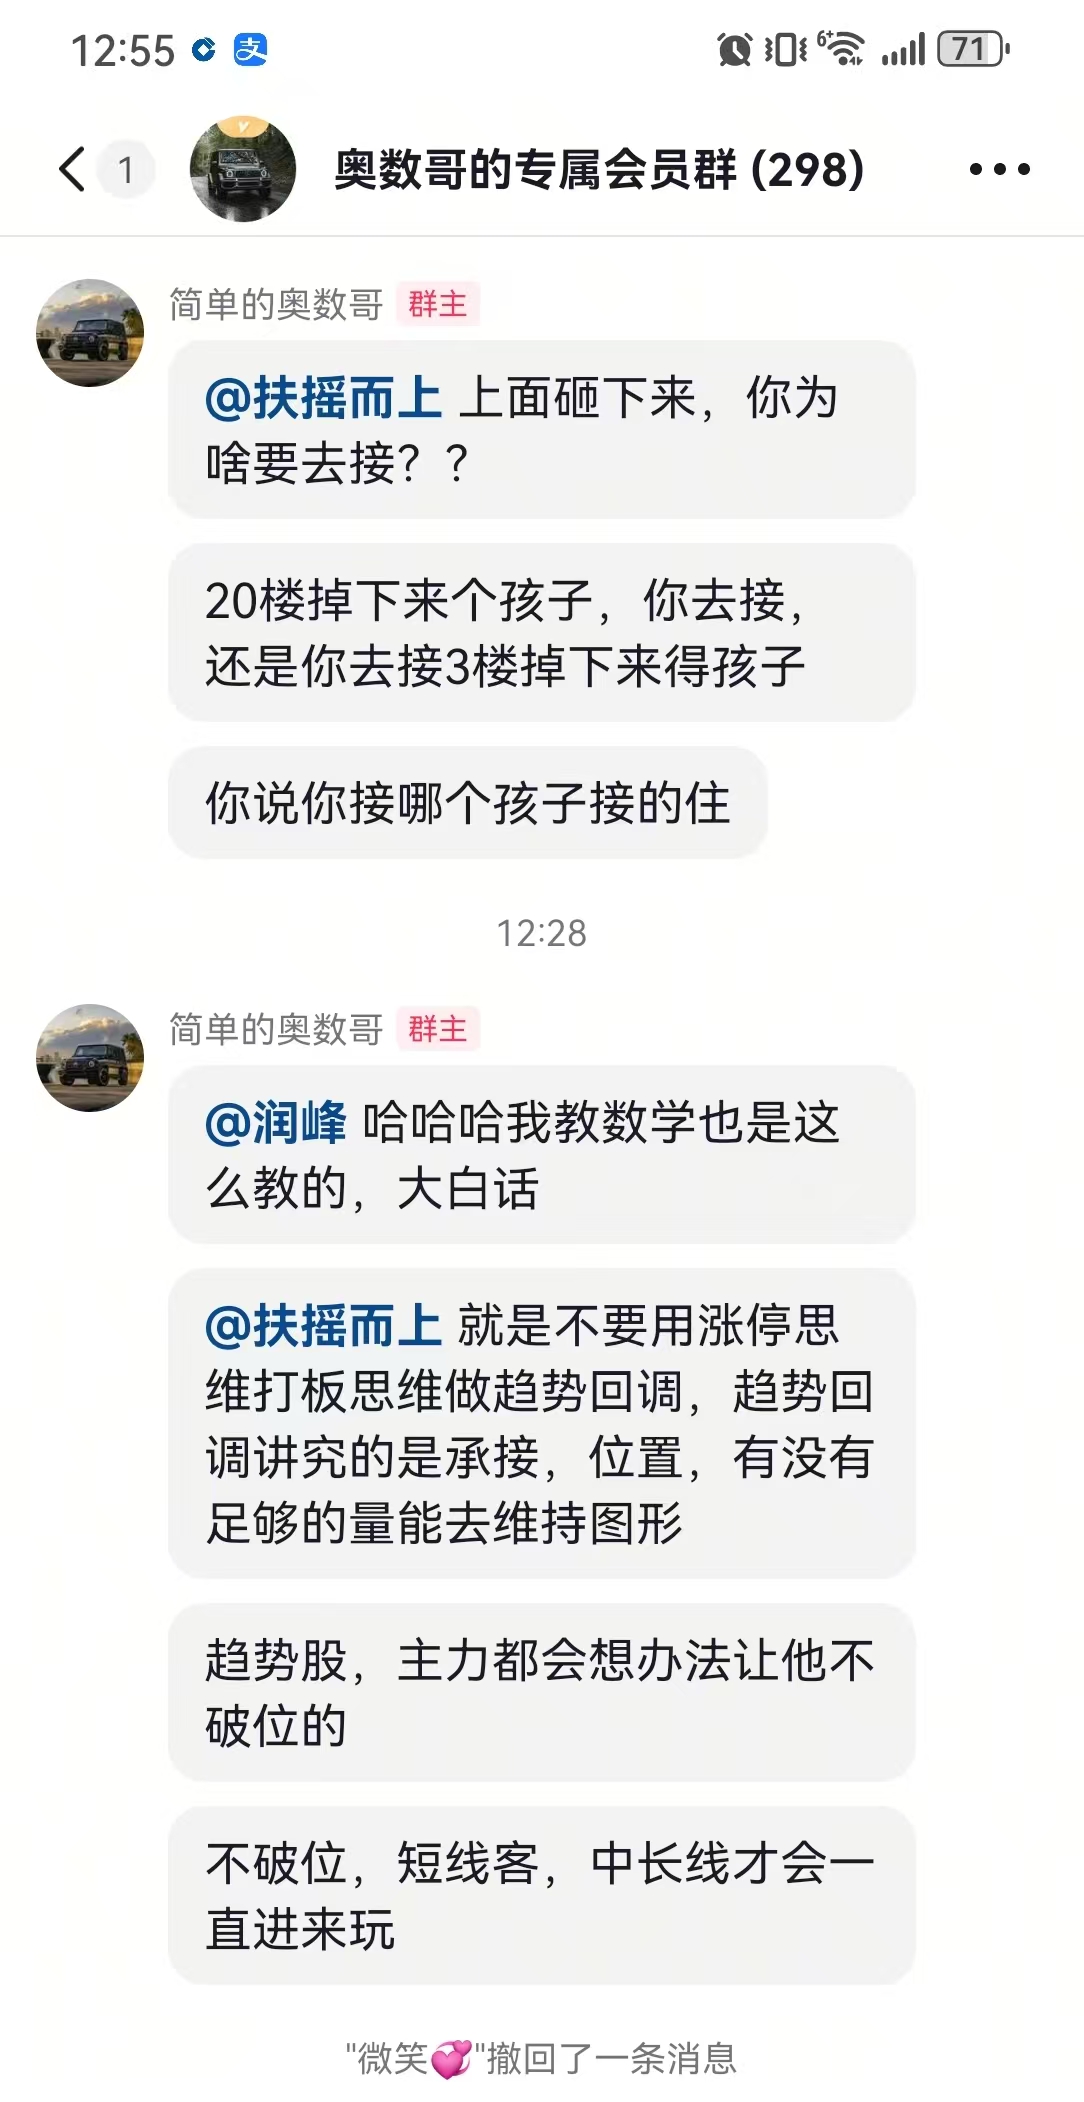 12:55
支
6+
71
1
奥数哥的专属会员群 (298)
简单的奥数哥 群主
@扶摇而上 上面砸下来，你为
啥要去接？？
20楼掉下来个孩子，你去接，
还是你去接3楼掉下来得孩子
你说你接哪个孩子接的住
12:28
简单的奥数哥 群主
@润峰 哈哈哈我教数学也是这
么教的，大白话
@扶摇而上 就是不要用涨停思
维打板思维做趋势回调，趋势回
调讲究的是承接，位置，有没有
足够的量能去维持图形
趋势股，主力都会想办法让他不
破位的
不破位，短线客，中长线才会一
直进来玩
"微笑💞"撤回了一条消息